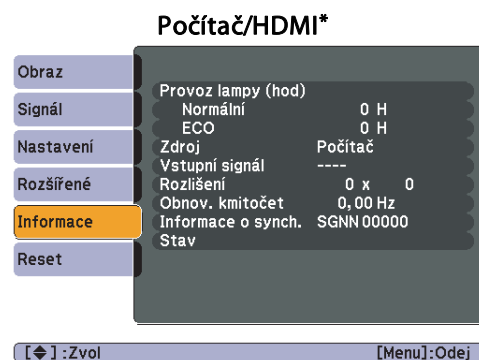 Počítač/HDMI*
Obraz
Signál
Nastavení
Rozšířené
Informace
Reset
Provoz lampy (hod)
Normální 0 H
ECO 0 H
Zdroj Počítač
Vstupní signál ----
Rozlišení 0 x 0
Obnov. kmitočet 0,00 Hz
Informace o synch. SGNN 00000
Stav
[◆] :Zvol [Menu]:Odej